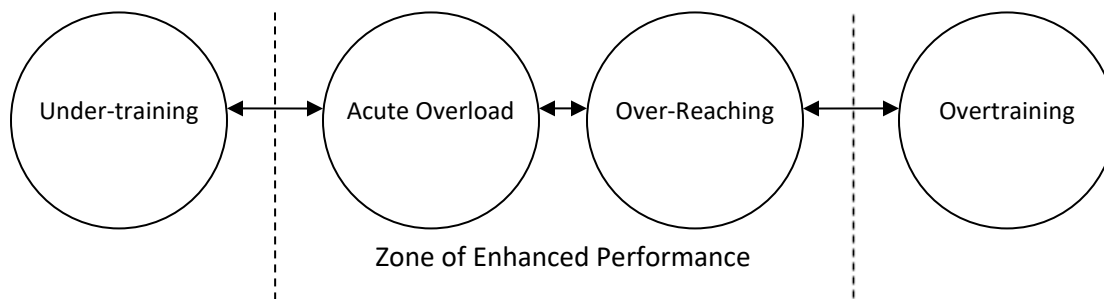 Under-training
Acute Overload
Over-Reaching
Overtraining
Zone of Enhanced Performance